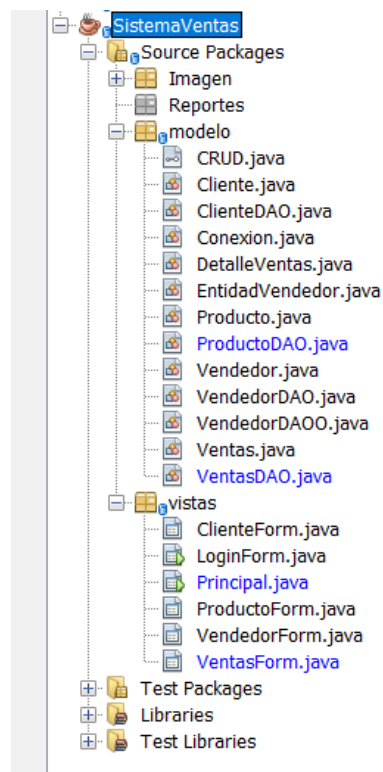 SistemaVentas
Source Packages
Imagen
Reportes
modelo
CRUD.java
Cliente.java
ClienteDAO.java
Conexion.java
DetalleVentas.java
EntidadVendedor.java
Producto.java
ProductoDAO.java
Vendedor.java
VendedorDAO.java
VendedorDAOO.java
Ventas.java
VentasDAO.java
vistas
ClienteForm.java
LoginForm.java
Principal.java
ProductoForm.java
VendedorForm.java
VentasForm.java
Test Packages
Libraries
Test Libraries